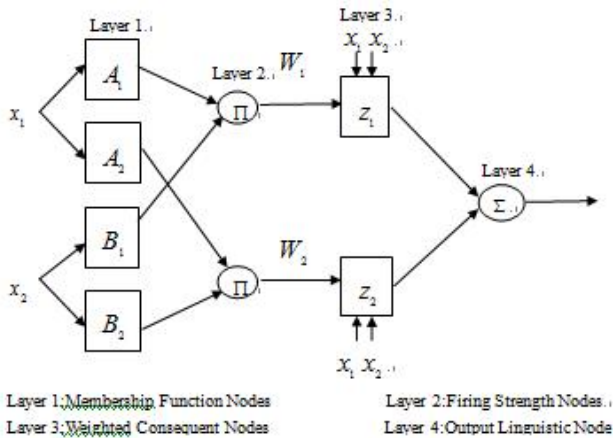 Layer 1.
Layer 2.
Layer 3.
Layer 4.
x₁
x₂
A₁
A₂
B₁
B₂
Π
Π
W₁
W₂
x₁ x₂
Z₁
Z₂
x₁ x₂
Σ
Layer 1;Membership Function Nodes
Layer 2:Firing Strength Nodes.
Layer 3;Weighted Consequent Nodes
Layer 4:Output Linguistic Node